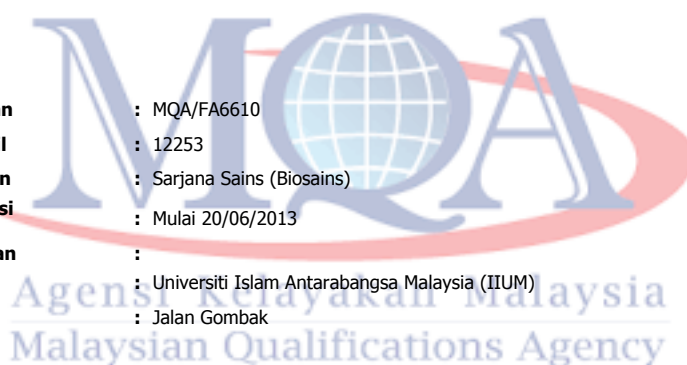 MQA
an : MQA/FA6610
l : 12253
n : Sarjana Sains (Biosains)
si : Mulai 20/06/2013
an :
: Universiti Islam Antarabangsa Malaysia (IIUM)
: Jalan Gombak
Agensi Kelayakan Malaysia
Malaysian Qualifications Agency